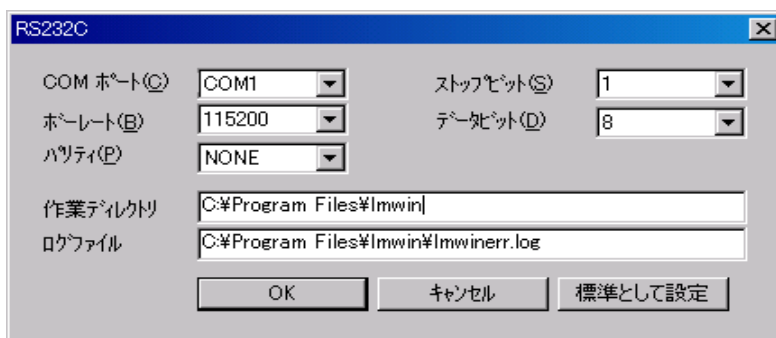 RS232C
COM ﾎﾟｰﾄ(C) COM1 ｽﾄｯﾌﾟﾋﾞｯﾄ(S) 1
ﾎﾞｰﾚｰﾄ(B) 115200 ﾃﾞｰﾀﾋﾞｯﾄ(D) 8
ﾊﾟﾘﾃｨ(P) NONE
作業ﾃﾞｨﾚｸﾄﾘ C:¥Program Files¥lmwin
ﾛｸﾞﾌｧｲﾙ C:¥Program Files¥lmwin¥lmwinerr.log
OK ｷｬﾝｾﾙ 標準として設定